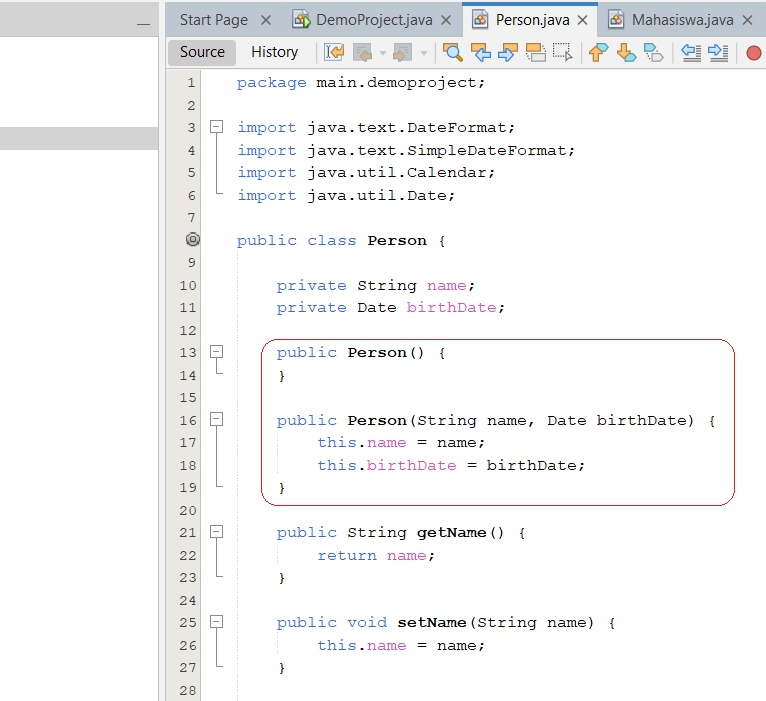 Start Page DemoProject.java Person.java Mahasiswa.java
Source History
1 package main.demoproject;
2
3 import java.text.DateFormat;
4 import java.text.SimpleDateFormat;
5 import java.util.Calendar;
6 import java.util.Date;
7
public class Person {
9
10 private String name;
11 private Date birthDate;
12
13 public Person() {
14 }
15
16 public Person(String name, Date birthDate) {
17 this.name = name;
18 this.birthDate = birthDate;
19 }
20
21 public String getName() {
22 return name;
23 }
24
25 public void setName(String name) {
26 this.name = name;
27 }
28